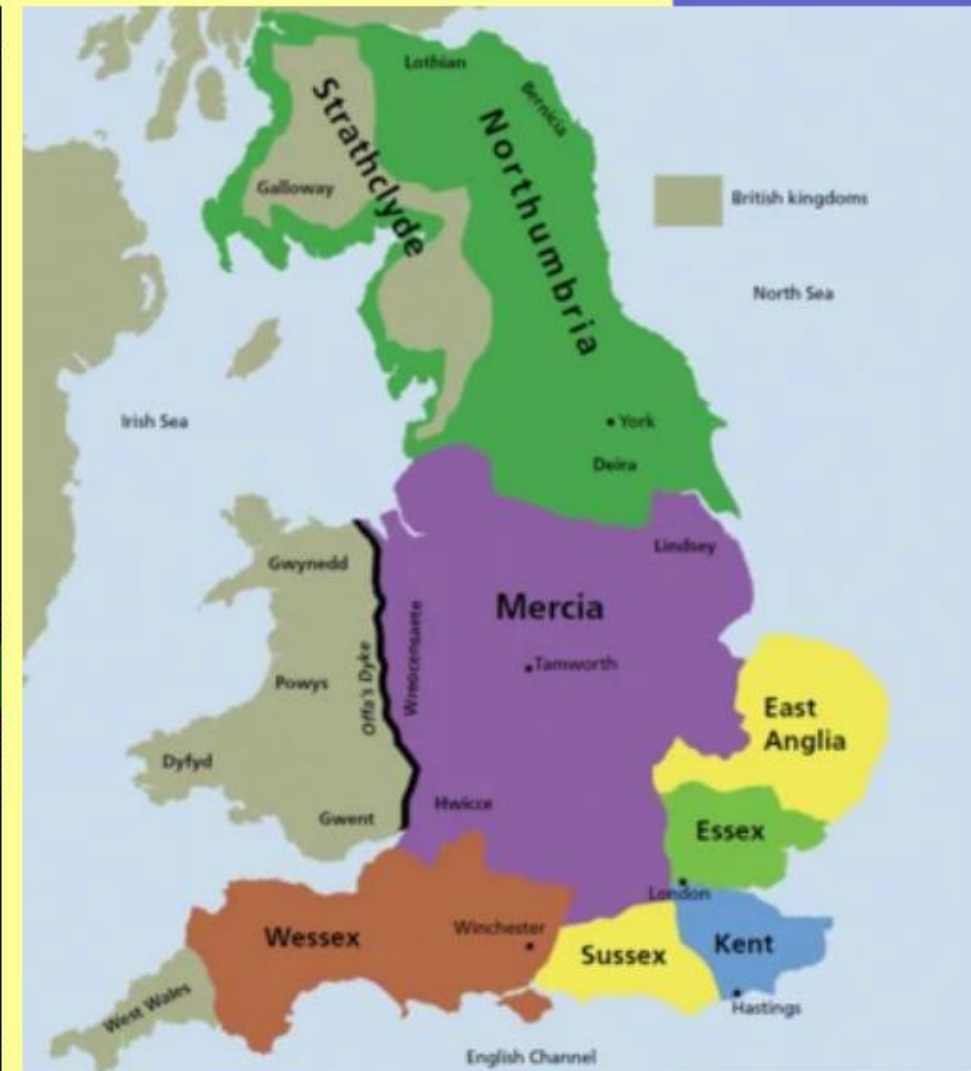 Lothian
Bernicia
Strathclyde
Northumbria
Galloway
British kingdoms
North Sea
Irish Sea
York
Deira
Lindsey
Gwynedd
Mercia
Offa's Dyke
Wreocensaete
Tamworth
Powys
East
Anglia
Dyfyd
Hwicce
Gwent
Essex
London
Wessex
Winchester
Sussex
Kent
West Wales
Hastings
English Channel